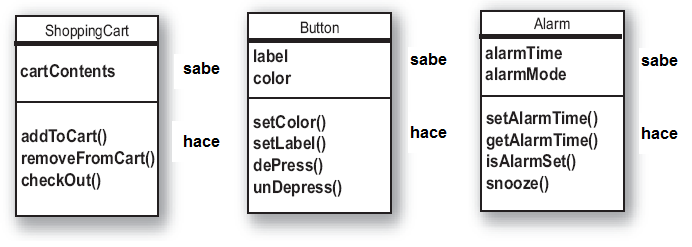 ShoppingCart
cartContents
sabe
addToCart()
removeFromCart()
checkOut()
hace
Button
label
color
sabe
setColor()
setLabel()
dePress()
unDepress()
hace
Alarm
alarmTime
alarmMode
sabe
setAlarmTime()
getAlarmTime()
isAlarmSet()
snooze()
hace